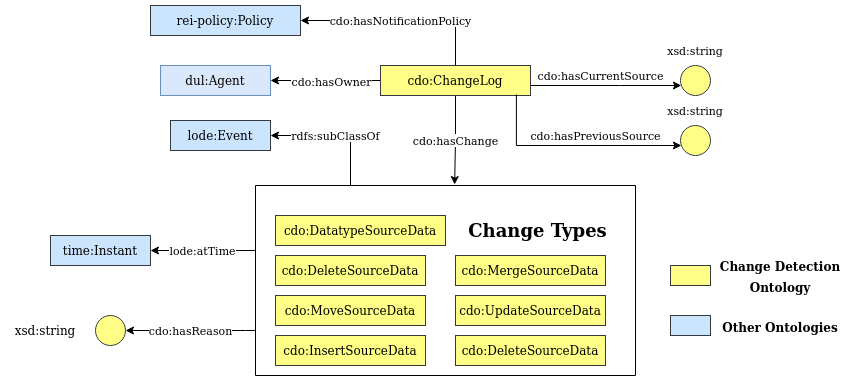 rei-policy:Policy
cdo:hasNotificationPolicy
xsd:string
dul:Agent
cdo:hasOwner
cdo:ChangeLog
cdo:hasCurrentSource
xsd:string
lode:Event
rdfs:subClassOf
cdo:hasChange
cdo:hasPreviousSource
cdo:DatatypeSourceData
Change Types
time:Instant
lode:atTime
cdo:DeleteSourceData
cdo:MergeSourceData
Change Detection
Ontology
cdo:MoveSourceData
cdo:UpdateSourceData
xsd:string
cdo:hasReason
Other Ontologies
cdo:InsertSourceData
cdo:DeleteSourceData